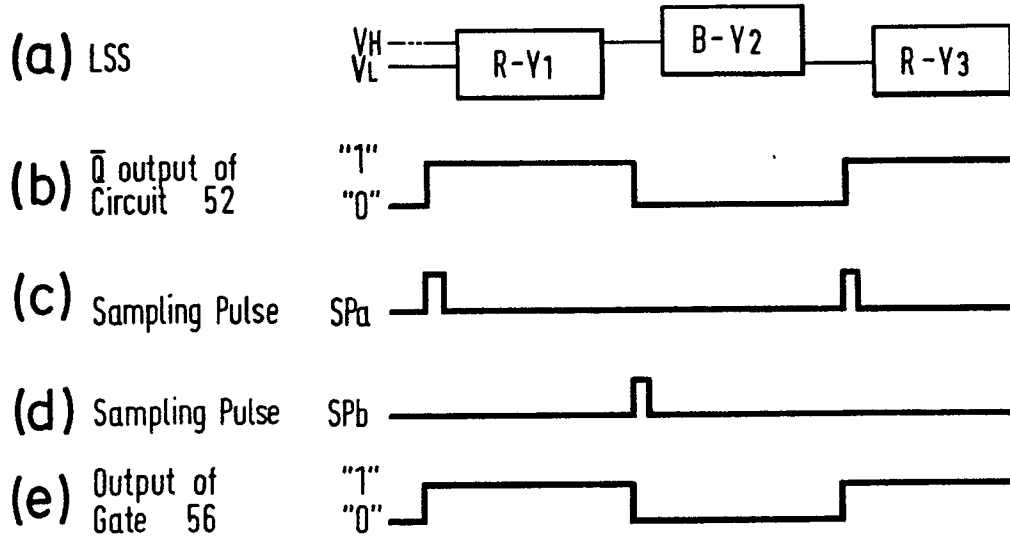 (a) LSS VH VL R-Y1 B-Y2 R-Y3
(b) Q̅ output of Circuit 52 "1" "0"
(c) Sampling Pulse SPa
(d) Sampling Pulse SPb
(e) Output of Gate 56 "1" "0"